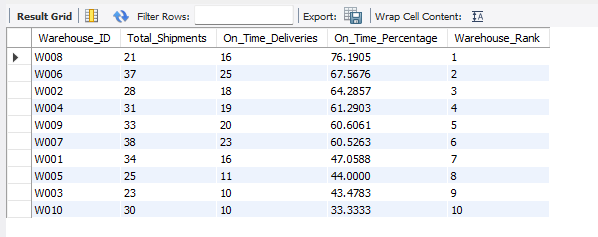 Result Grid Filter Rows: Export: Wrap Cell Content:
Warehouse_ID Total_Shipments On_Time_Deliveries On_Time_Percentage Warehouse_Rank
W008 21 16 76.1905 1
W006 37 25 67.5676 2
W002 28 18 64.2857 3
W004 31 19 61.2903 4
W009 33 20 60.6061 5
W007 38 23 60.5263 6
W001 34 16 47.0588 7
W005 25 11 44.0000 8
W003 23 10 43.4783 9
W010 30 10 33.3333 10